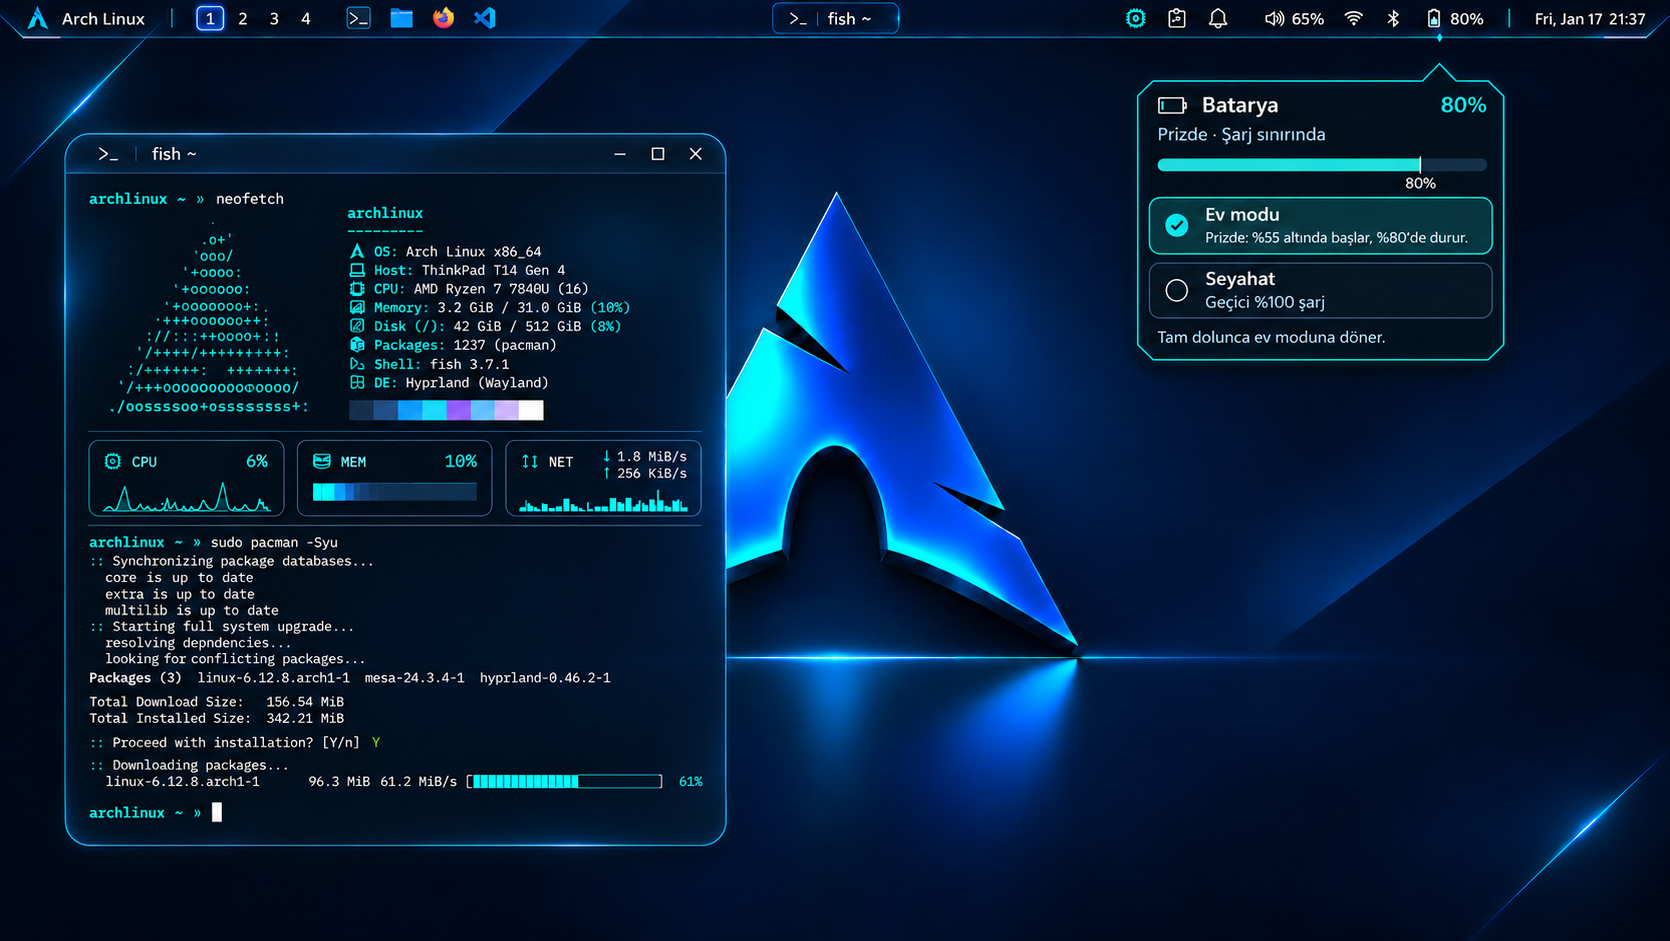 Arch Linux
1 2 3 4
>_ fish ~
65%
80%
Fri, Jan 17 21:37
Batarya 80%
Prizde · Şarj sınırında
80%
Ev modu
Prizde: %55 altında başlar, %80'de durur.
Seyahat
Geçici %100 şarj
Tam dolunca ev moduna döner.
>_ fish ~
archlinux ~ » neofetch
archlinux
---------
OS: Arch Linux x86_64
Host: ThinkPad T14 Gen 4
CPU: AMD Ryzen 7 7840U (16)
Memory: 3.2 GiB / 31.0 GiB (10%)
Disk (/): 42 GiB / 512 GiB (8%)
Packages: 1237 (pacman)
Shell: fish 3.7.1
DE: Hyprland (Wayland)
CPU 6%
MEM 10%
NET ↓ 1.8 MiB/s
↑ 256 KiB/s
archlinux ~ » sudo pacman -Syu
:: Synchronizing package databases...
core is up to date
extra is up to date
multilib is up to date
:: Starting full system upgrade...
resolving depndencies...
looking for conflicting packages...
Packages (3) linux-6.12.8.arch1-1 mesa-24.3.4-1 hyprland-0.46.2-1
Total Download Size: 156.54 MiB
Total Installed Size: 342.21 MiB
:: Proceed with installation? [Y/n] Y
:: Downloading packages...
linux-6.12.8.arch1-1 96.3 MiB 61.2 MiB/s [ ] 61%
archlinux ~ »